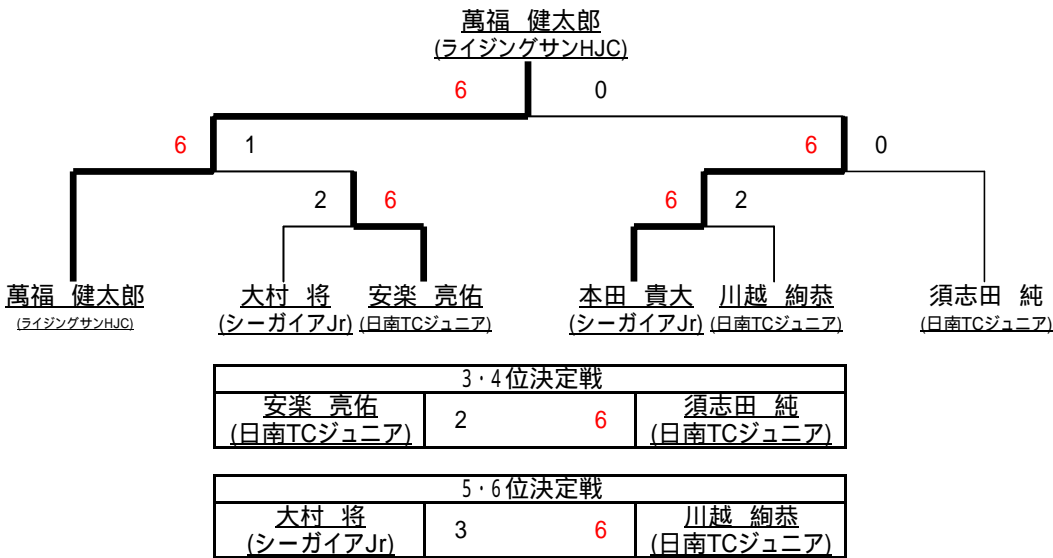 萬福 健太郎
(ライジングサンHJC)
6 0
6 1 6 0
2 6 6 2
萬福 健太郎 大村 将 安楽 亮佑 本田 貴大 川越 絢恭 須志田 純
(ライジングサンHJC) (シーガイアJr) (日南TCジュニア) (シーガイアJr) (日南TCジュニア) (日南TCジュニア)
3・4位決定戦
安楽 亮佑 2 6 須志田 純
(日南TCジュニア) (日南TCジュニア)
5・6位決定戦
大村 将 3 6 川越 絢恭
(シーガイアJr) (日南TCジュニア)